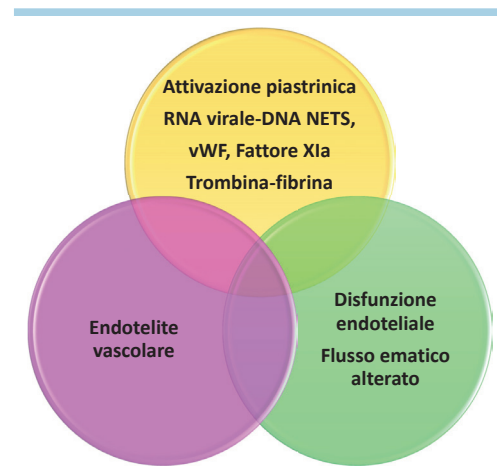 Attivazione piastrinica
RNA virale-DNA NETS,
vWF, Fattore XIa
Trombina-fibrina
Endotelite
vascolare
Disfunzione
endoteliale
Flusso ematico
alterato